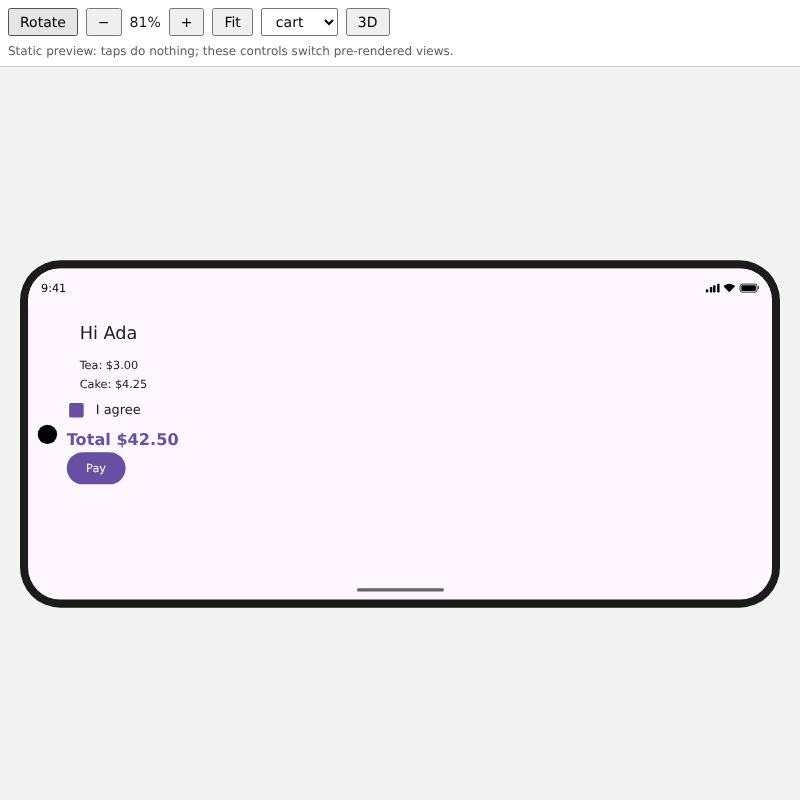 Rotate − 81% + Fit cart 3D
Static preview: taps do nothing; these controls switch pre-rendered views.
9:41
Hi Ada
Tea: $3.00
Cake: $4.25
I agree
Total $42.50
Pay